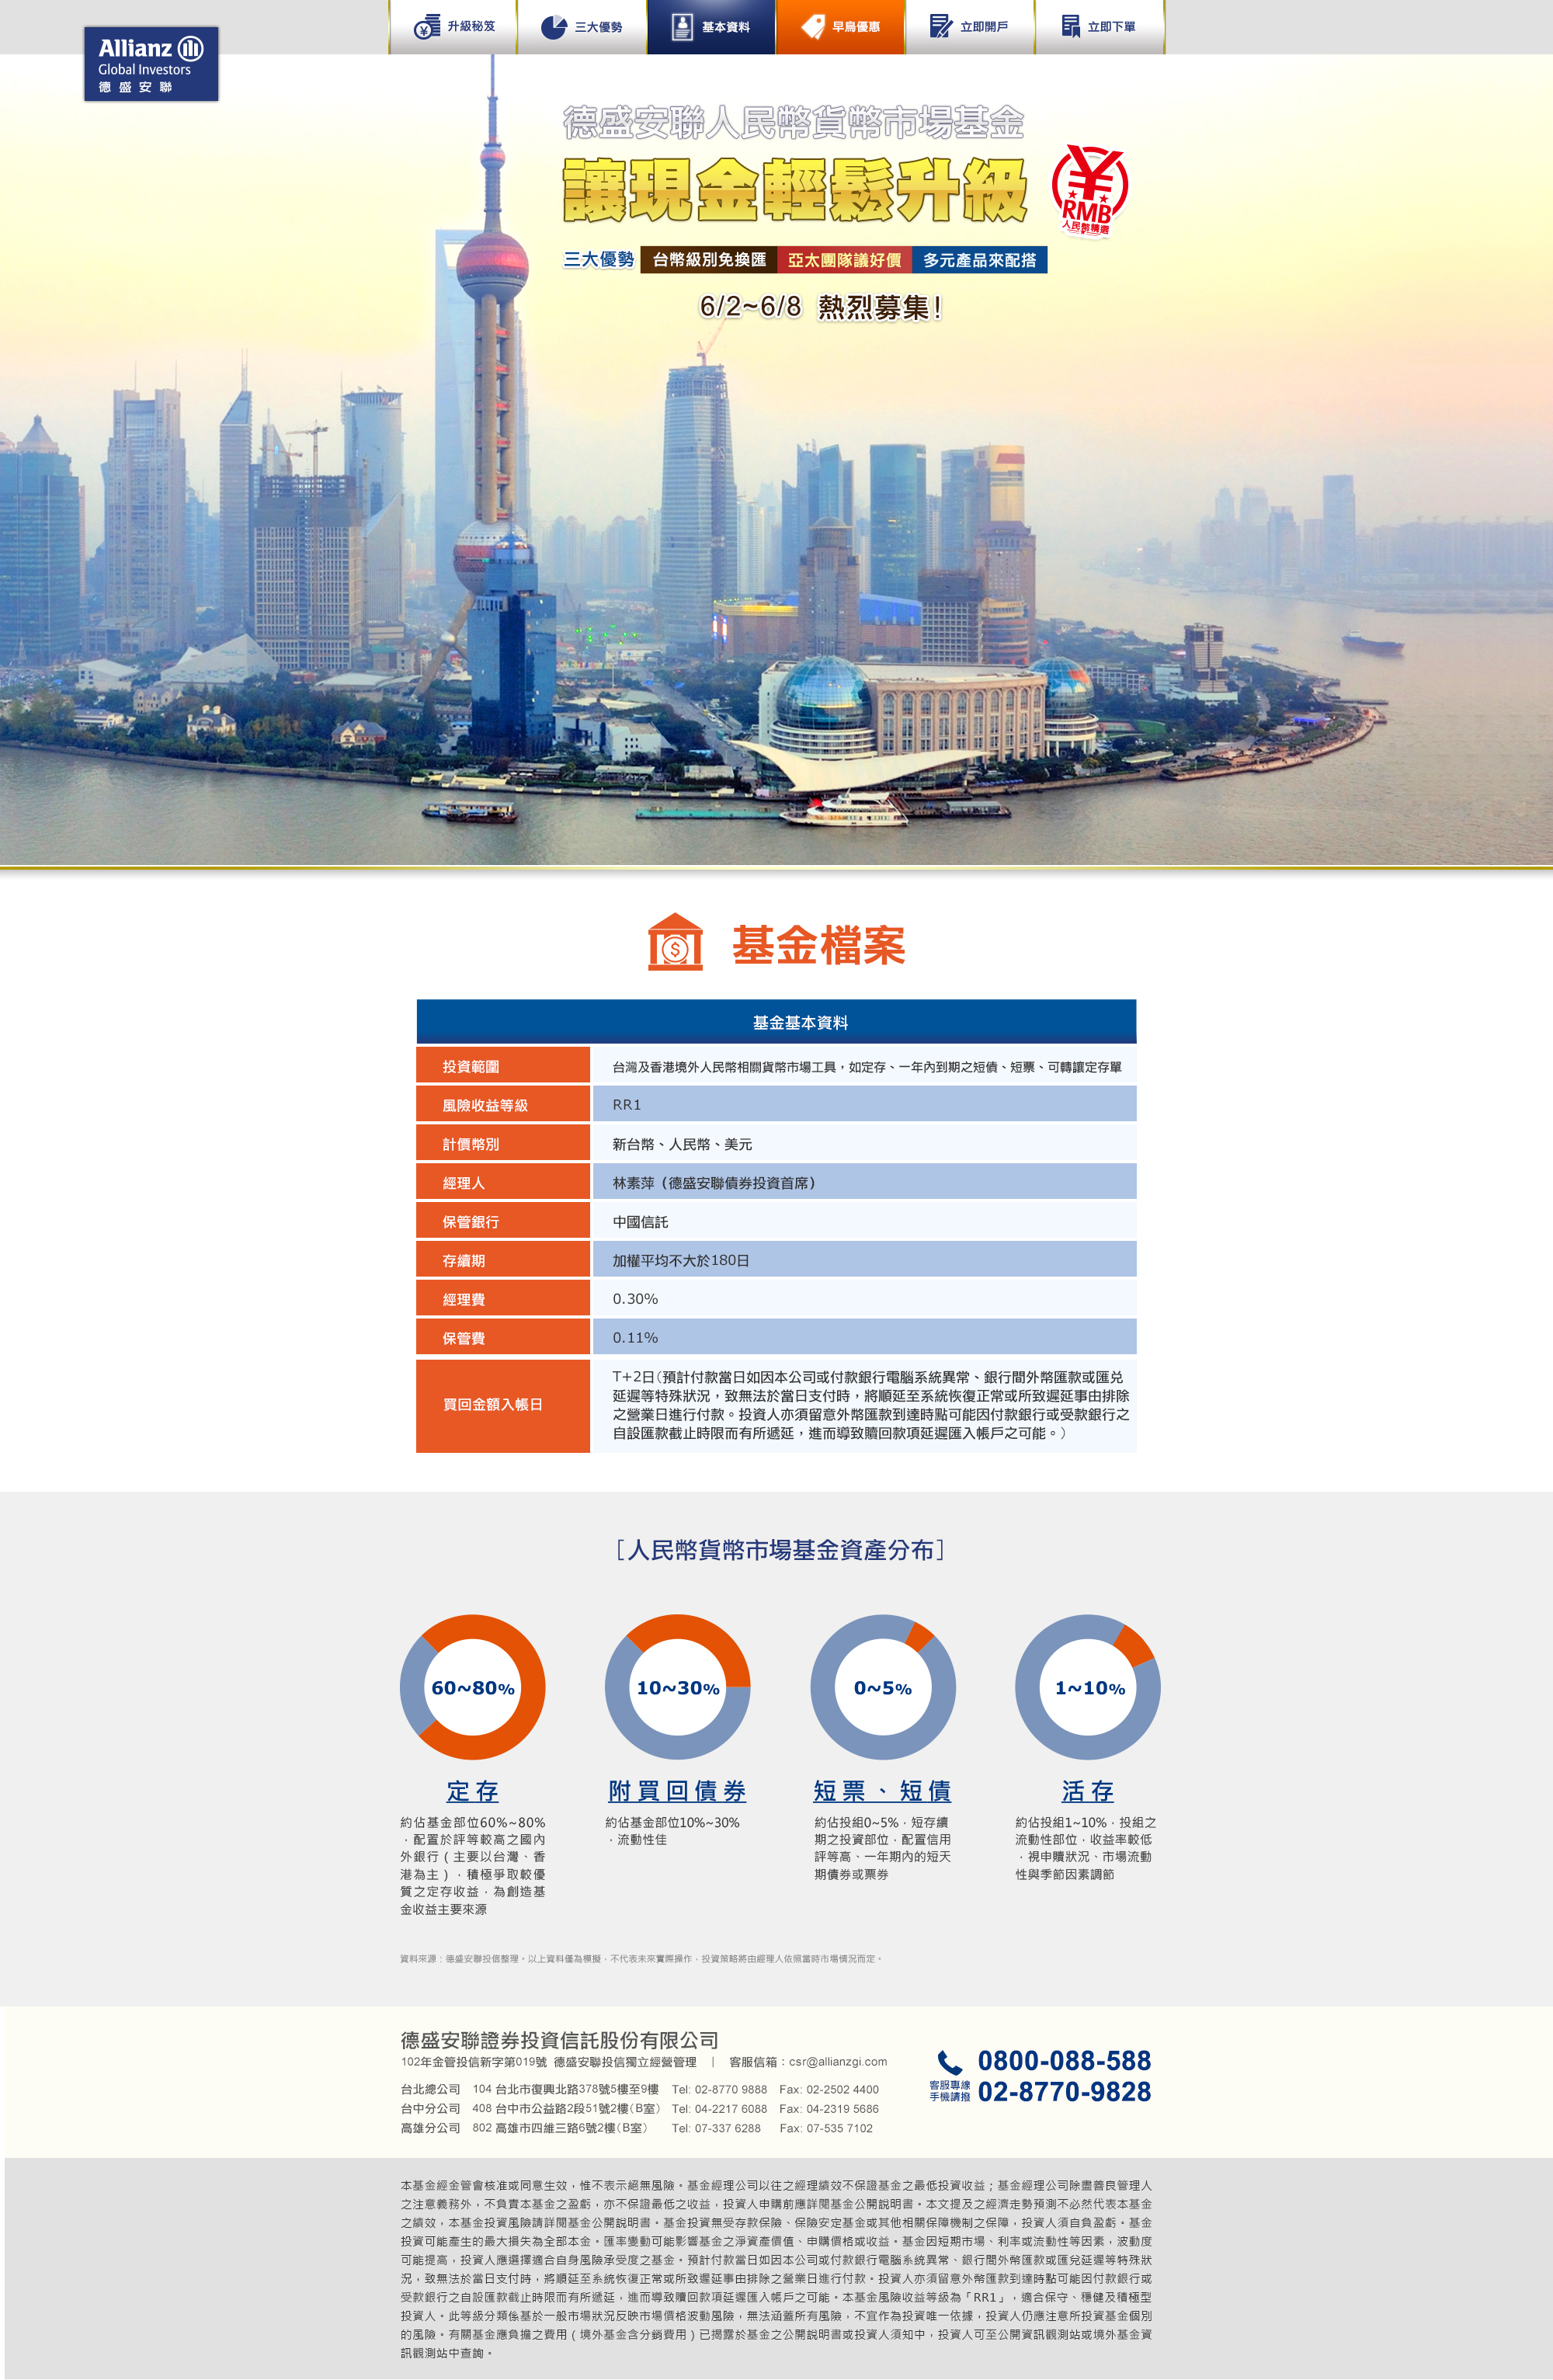 Allianz
Global Investors
德盛安聯
升級秘笈
三大優勢
基本資料
早鳥優惠
立即開戶
立即下單
德盛安聯人民幣貨幣市場基金
讓現金輕鬆升級
RMB
人民幣精選
三大優勢 台幣級別免換匯 亞太團隊議好價 多元產品來配搭
6/2~6/8 熱烈募集!
基金檔案
基金基本資料
投資範圍 台灣及香港境外人民幣相關貨幣市場工具，如定存、一年內到期之短債、短票、可轉讓定存單
風險收益等級 RR1
計價幣別 新台幣、人民幣、美元
經理人 林素萍（德盛安聯債券投資首席）
保管銀行 中國信託
存續期 加權平均不大於180日
經理費 0.30%
保管費 0.11%
買回金額入帳日
T+2日（預計付款當日如因本公司或付款銀行電腦系統異常、銀行間外幣匯款或匯兌
延遲等特殊狀況，致無法於當日支付時，將順延至系統恢復正常或所致遲延事由排除
之營業日進行付款。投資人亦須留意外幣匯款到達時點可能因付款銀行或受款銀行之
自設匯款截止時限而有所遞延，進而導致贖回款項延遲匯入帳戶之可能。）
［人民幣貨幣市場基金資產分布］
60~80%
定存
約佔基金部位60%~80%
，配置於評等較高之國內
外銀行（主要以台灣、香
港為主），積極爭取較優
質之定存收益，為創造基
金收益主要來源
10~30%
附買回債券
約佔基金部位10%~30%
，流動性佳
0~5%
短票、短債
約佔投組0~5%，短存續
期之投資部位，配置信用
評等高、一年期內的短天
期債券或票券
1~10%
活存
約佔投組1~10%，投組之
流動性部位，收益率較低
，視申贖狀況、市場流動
性與季節因素調節
資料來源：德盛安聯投信整理。以上資料僅為模擬，不代表未來實際操作，投資策略將由經理人依照當時市場情況而定。
德盛安聯證券投資信託股份有限公司
102年金管投信新字第019號 德盛安聯投信獨立經營管理 | 客服信箱：csr@allianzgi.com
台北總公司 104 台北市復興北路378號5樓至9樓 Tel: 02-8770 9888 Fax: 02-2502 4400
台中分公司 408 台中市公益路2段51號2樓（B室） Tel: 04-2217 6088 Fax: 04-2319 5686
高雄分公司 802 高雄市四維三路6號2樓（B室） Tel: 07-337 6288 Fax: 07-535 7102
客服專線 0800-088-588
手機請撥 02-8770-9828
本基金經金管會核准或同意生效，惟不表示絕無風險。基金經理公司以往之經理績效不保證基金之最低投資收益；基金經理公司除盡善良管理人
之注意義務外，不負責本基金之盈虧，亦不保證最低之收益，投資人申購前應詳閱基金公開說明書。本文提及之經濟走勢預測不必然代表本基金
之績效，本基金投資風險請詳閱基金公開說明書。基金投資無受存款保險、保險安定基金或其他相關保障機制之保障，投資人須自負盈虧。基金
投資可能產生的最大損失為全部本金。匯率變動可能影響基金之淨資產價值、申購價格或收益。基金因短期市場、利率或流動性等因素，波動度
可能提高，投資人應選擇適合自身風險承受度之基金。預計付款當日如因本公司或付款銀行電腦系統異常、銀行間外幣匯款或匯兌延遲等特殊狀
況，致無法於當日支付時，將順延至系統恢復正常或所致遲延事由排除之營業日進行付款。投資人亦須留意外幣匯款到達時點可能因付款銀行或
受款銀行之自設匯款截止時限而有所遞延，進而導致贖回款項延遲匯入帳戶之可能。本基金風險收益等級為「RR1」，適合保守、穩健及積極型
投資人。此等級分類係基於一般市場狀況反映市場價格波動風險，無法涵蓋所有風險，不宜作為投資唯一依據，投資人仍應注意所投資基金個別
的風險。有關基金應負擔之費用（境外基金含分銷費用）已揭露於基金之公開說明書或投資人須知中，投資人可至公開資訊觀測站或境外基金資
訊觀測站中查詢。